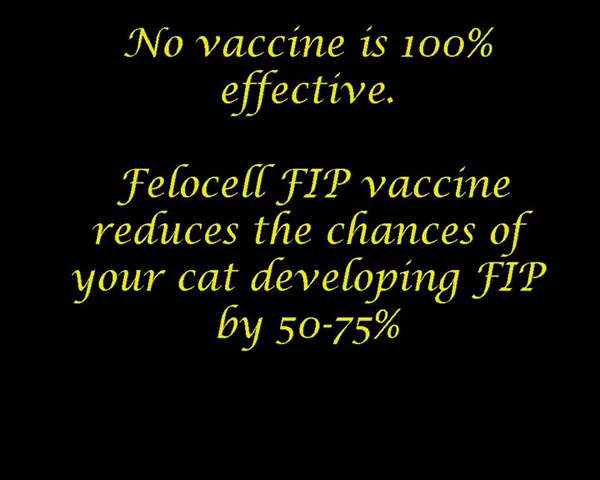 No vaccine is 100%
effective.
Felocell FIP vaccine
reduces the chances of
your cat developing FIP
by 50-75%